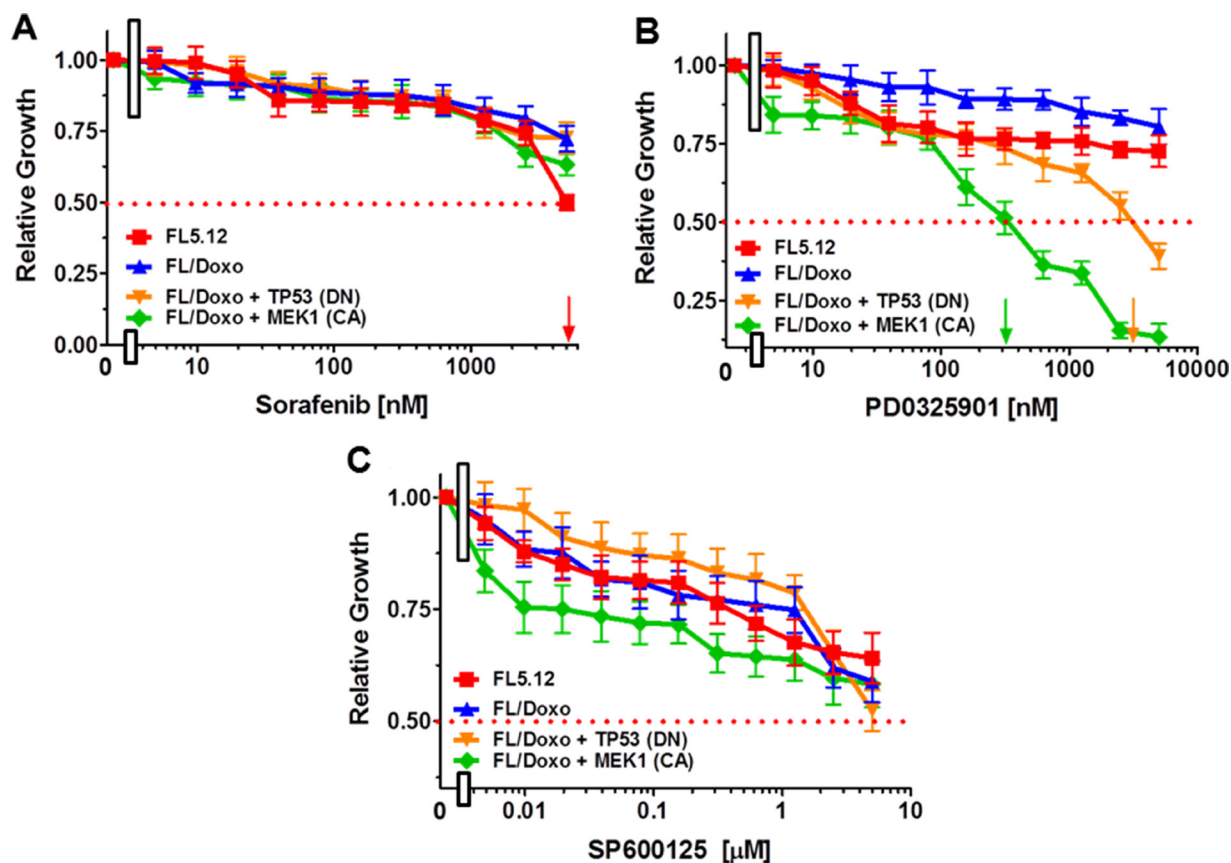 A
Relative Growth
1.00
0.75
0.50
0.25
0.00
FL5.12
FL/Doxo
FL/Doxo + TP53 (DN)
FL/Doxo + MEK1 (CA)
0 10 100 1000
Sorafenib [nM]
B
Relative Growth
1.00
0.75
0.50
0.25
FL5.12
FL/Doxo
FL/Doxo + TP53 (DN)
FL/Doxo + MEK1 (CA)
0 10 100 1000 10000
PD0325901 [nM]
C
Relative Growth
1.00
0.75
0.50
FL5.12
FL/Doxo
FL/Doxo + TP53 (DN)
FL/Doxo + MEK1 (CA)
0 0.01 0.1 1 10
SP600125 [µM]